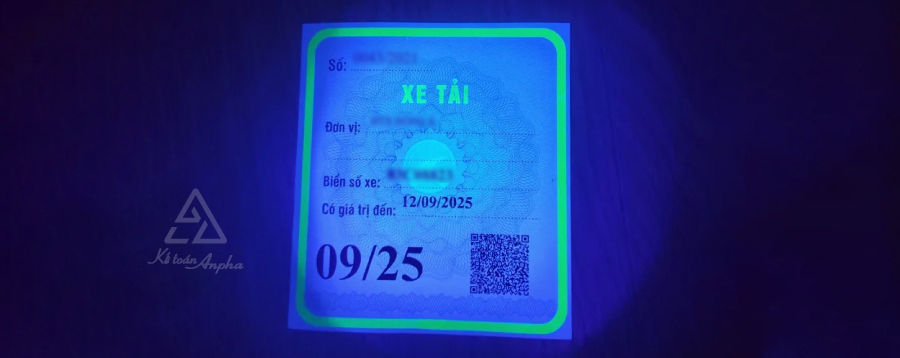 Số:
XE TẢI
Đơn vị:
Biển số xe:
Có giá trị đến: 12/09/2025
09/25
Kế toán Anpha